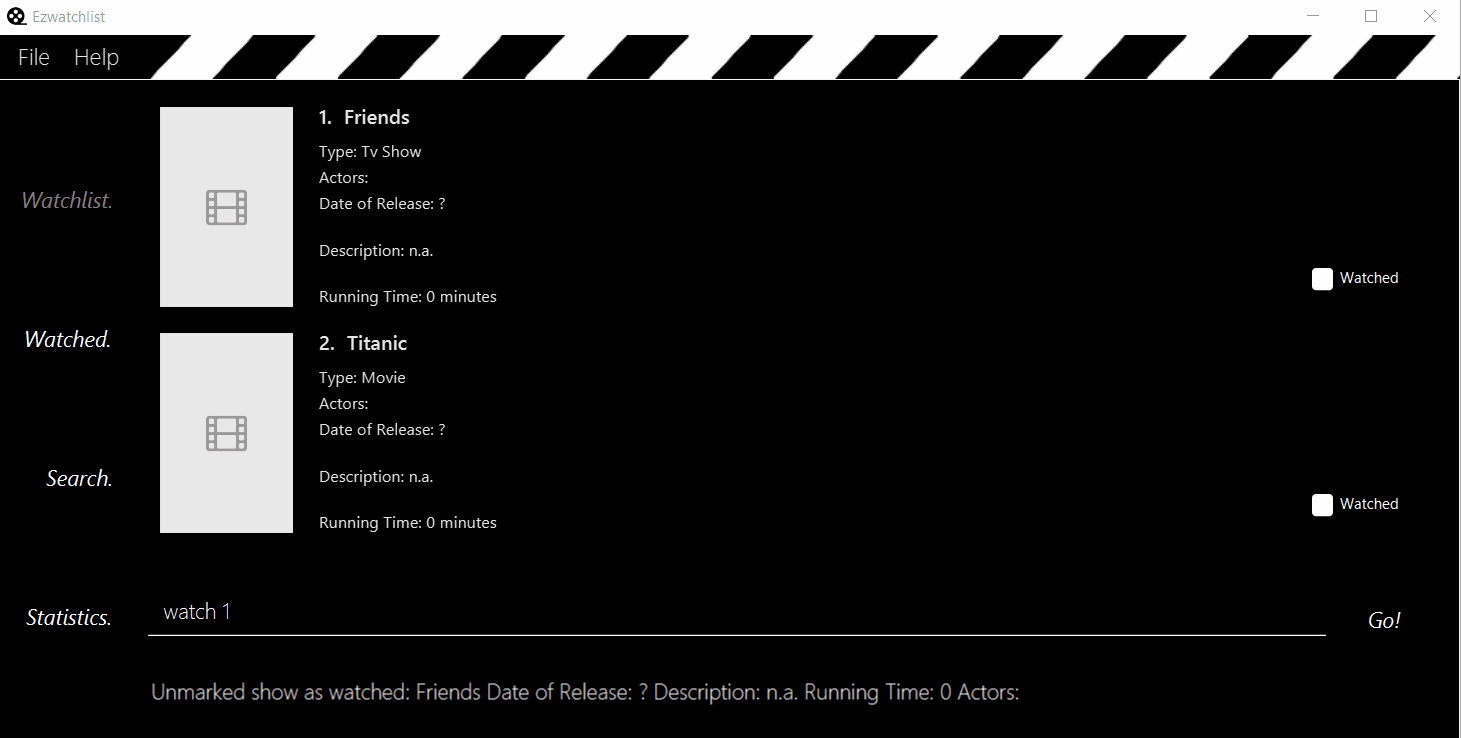 Ezwatchlist
File Help
Watchlist.
Watched.
Search.
Statistics.
1. Friends
Type: Tv Show
Actors:
Date of Release: ?
Description: n.a.
Running Time: 0 minutes
Watched
2. Titanic
Type: Movie
Actors:
Date of Release: ?
Description: n.a.
Running Time: 0 minutes
Watched
watch 1
Go!
Unmarked show as watched: Friends Date of Release: ? Description: n.a. Running Time: 0 Actors: